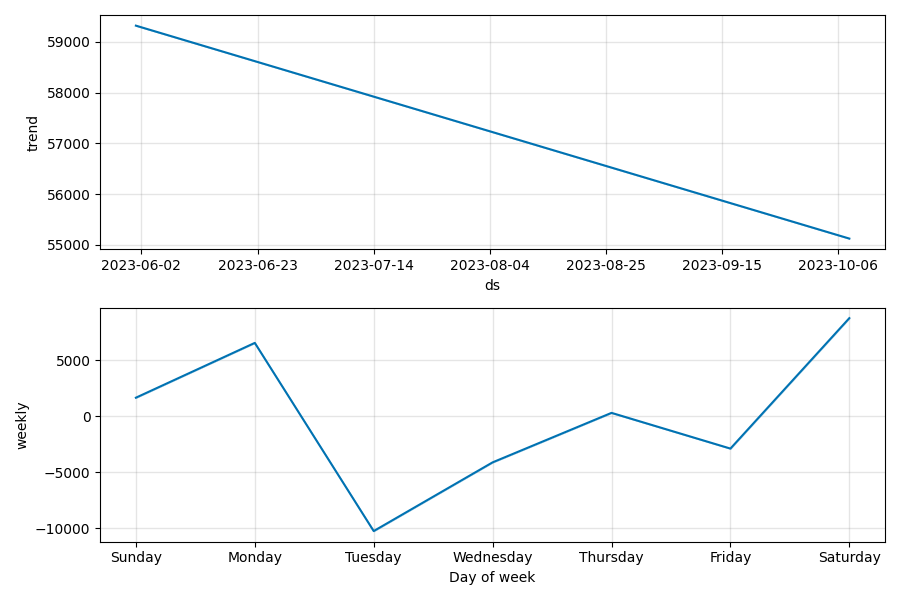 59000
58000
57000
56000
55000
trend
2023-06-02 2023-06-23 2023-07-14 2023-08-04 2023-08-25 2023-09-15 2023-10-06
ds
5000
0
−5000
−10000
weekly
Sunday Monday Tuesday Wednesday Thursday Friday Saturday
Day of week